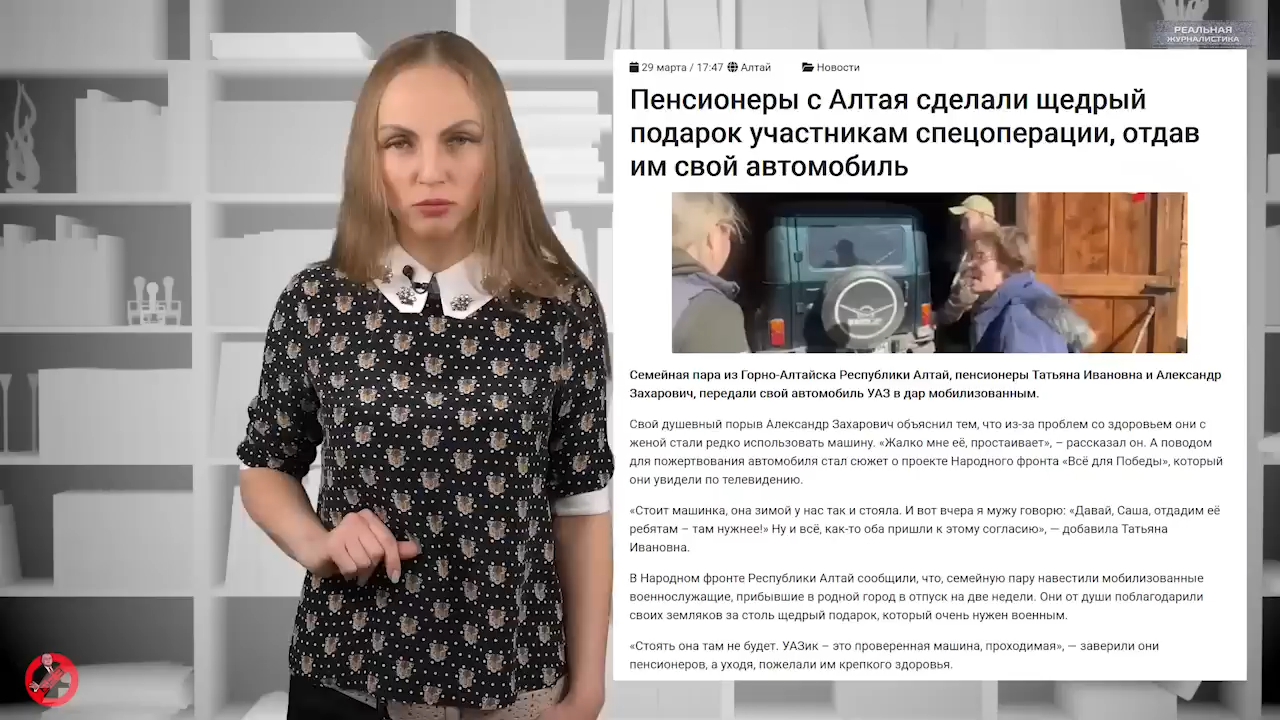 РЕАЛЬНАЯ
ЖУРНАЛИСТИКА
29 марта / 17:47 Алтай Новости
Пенсионеры с Алтая сделали щедрый
подарок участникам спецоперации, отдав
им свой автомобиль
Семейная пара из Горно-Алтайска Республики Алтай, пенсионеры Татьяна Ивановна и Александр
Захарович, передали свой автомобиль УАЗ в дар мобилизованным.
Свой душевный порыв Александр Захарович объяснил тем, что из-за проблем со здоровьем они с
женой стали редко использовать машину. «Жалко мне её, простаивает», – рассказал он. А поводом
для пожертвования автомобиля стал сюжет о проекте Народного фронта «Всё для Победы», который
они увидели по телевидению.
«Стоит машинка, она зимой у нас так и стояла. И вот вчера я мужу говорю: «Давай, Саша, отдадим её
ребятам – там нужнее!» Ну и всё, как-то оба пришли к этому согласию», — добавила Татьяна
Ивановна.
В Народном фронте Республики Алтай сообщили, что, семейную пару навестили мобилизованные
военнослужащие, прибывшие в родной город в отпуск на две недели. Они от души поблагодарили
своих земляков за столь щедрый подарок, который очень нужен военным.
«Стоять она там не будет. УАЗик – это проверенная машина, проходимая», — заверили они
пенсионеров, а уходя, пожелали им крепкого здоровья.